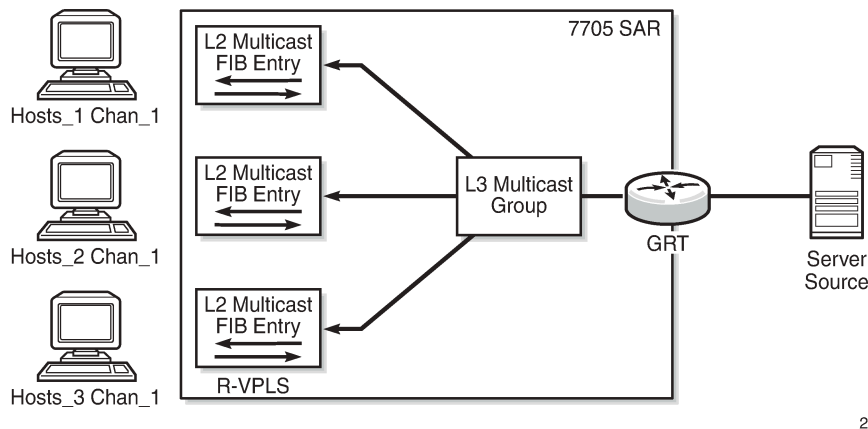 7705 SAR
L2 Multicast
FIB Entry
Hosts_1 Chan_1
L2 Multicast
FIB Entry
L3 Multicast
Group
Hosts_2 Chan_1
GRT
Server
Source
L2 Multicast
FIB Entry
R-VPLS
Hosts_3 Chan_1
2